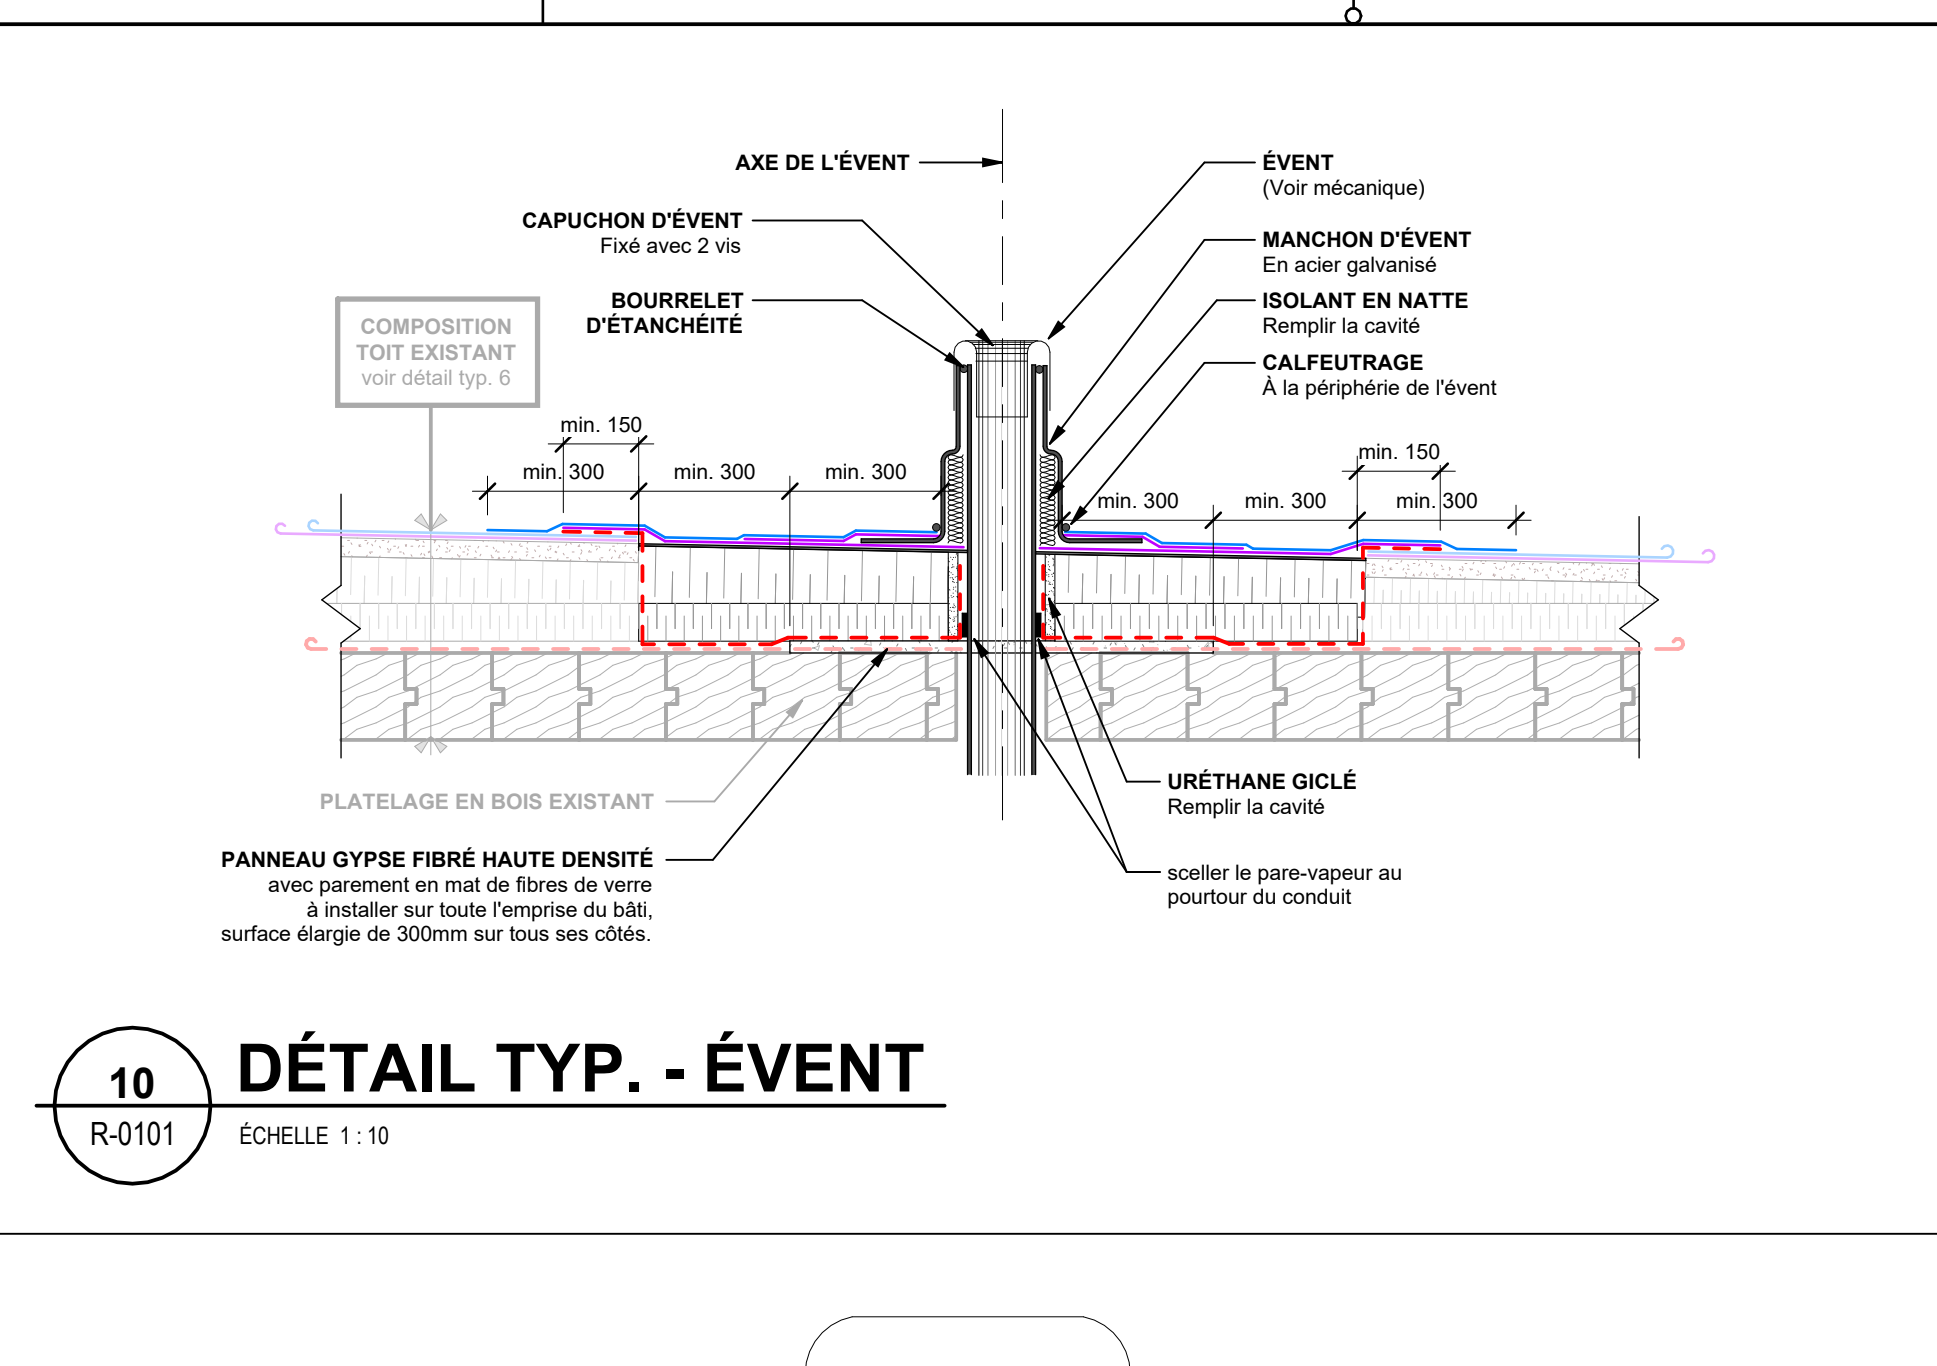 AXE DE L'ÉVENT
ÉVENT
(Voir mécanique)
CAPUCHON D'ÉVENT
Fixé avec 2 vis
MANCHON D'ÉVENT
En acier galvanisé
BOURRELET
D'ÉTANCHÉITÉ
ISOLANT EN NATTE
Remplir la cavité
COMPOSITION
TOIT EXISTANT
voir détail typ. 6
CALFEUTRAGE
À la périphérie de l'évent
min. 150
min. 300
min. 300
min. 300
min. 150
min. 300
min. 300
min. 300
PLATELAGE EN BOIS EXISTANT
URÉTHANE GICLÉ
Remplir la cavité
PANNEAU GYPSE FIBRÉ HAUTE DENSITÉ
avec parement en mat de fibres de verre
à installer sur toute l'emprise du bâti,
surface élargie de 300mm sur tous ses côtés.
sceller le pare-vapeur au
pourtour du conduit
10
R-0101
DÉTAIL TYP. - ÉVENT
ÉCHELLE 1 : 10